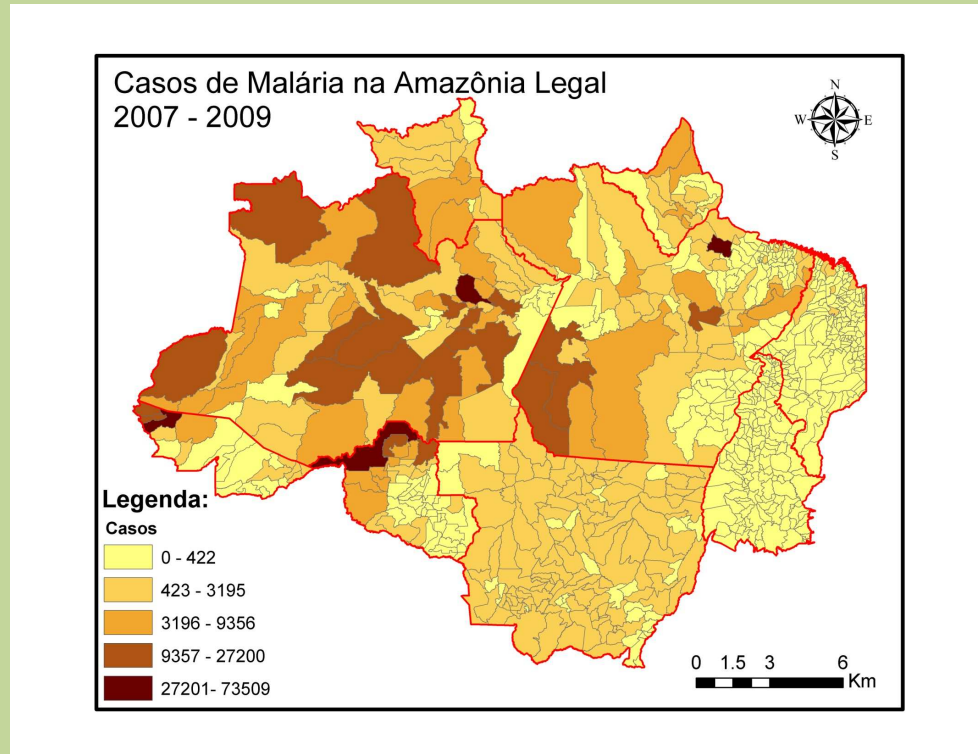 Casos de Malária na Amazônia Legal
2007 - 2009
N
W E
S
Legenda:
Casos
0 - 422
423 - 3195
3196 - 9356
9357 - 27200
27201- 73509
0 1.5 3 6
Km